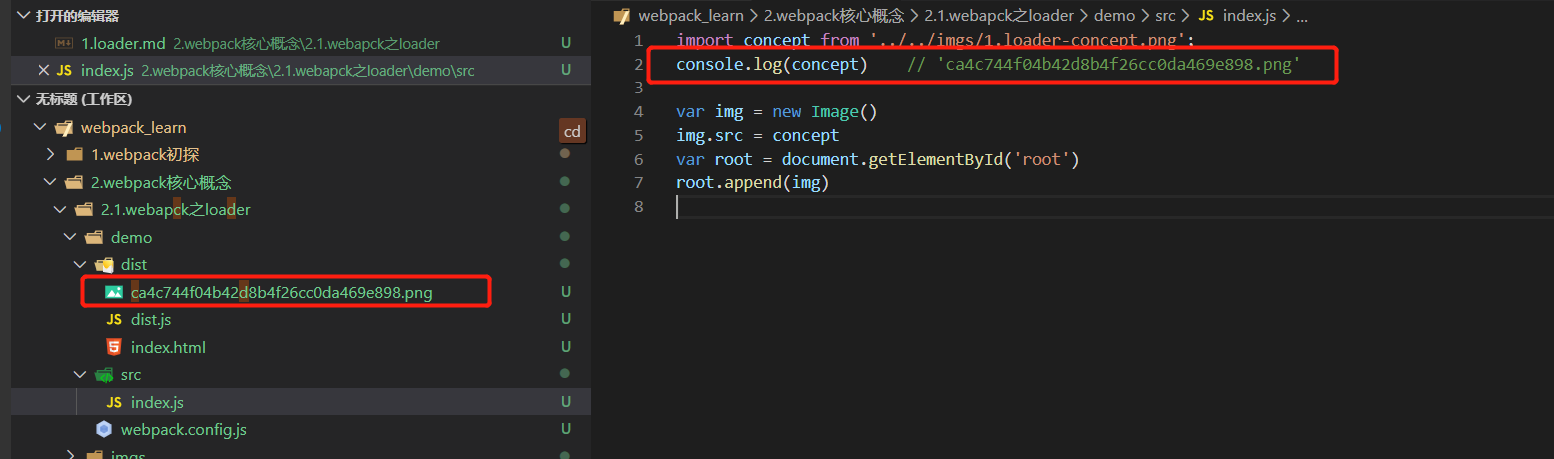 打开的编辑器
1.loader.md 2.webpack核心概念\2.1.webapck之loader U
JS index.js 2.webpack核心概念\2.1.webapck之loader\demo\src U
无标题 (工作区)
webpack_learn
cd
1.webpack初探
2.webpack核心概念
2.1.webapck之loader
demo
dist
ca4c744f04b42d8b4f26cc0da469e898.png U
JS dist.js U
index.html U
src
JS index.js U
webpack.config.js U
imgs
webpack_learn > 2.webpack核心概念 > 2.1.webapck之loader > demo > src > JS index.js > ...
1 import concept from '../../imgs/1.loader-concept.png';
2 console.log(concept) // 'ca4c744f04b42d8b4f26cc0da469e898.png'
3
4 var img = new Image()
5 img.src = concept
6 var root = document.getElementById('root')
7 root.append(img)
8